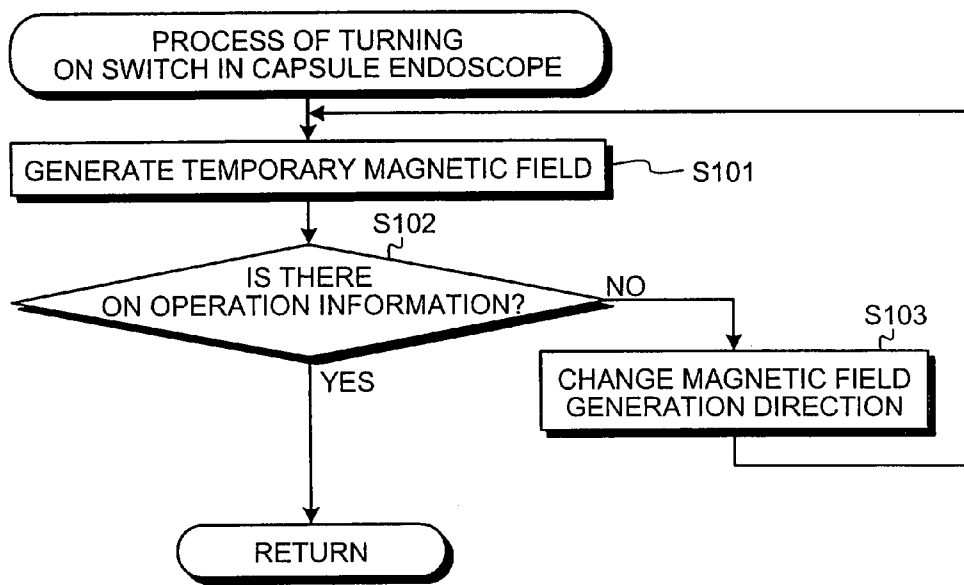 PROCESS OF TURNING
ON SWITCH IN CAPSULE ENDOSCOPE
GENERATE TEMPORARY MAGNETIC FIELD
S101
S102
IS THERE
ON OPERATION INFORMATION?
NO
YES
S103
CHANGE MAGNETIC FIELD
GENERATION DIRECTION
RETURN